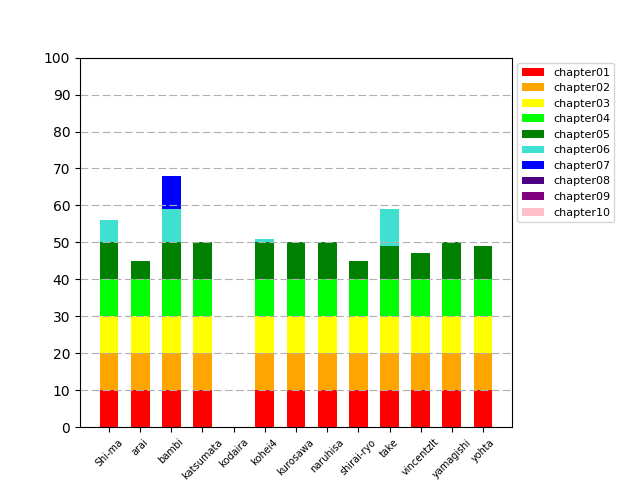 100
90
80
70
60
50
40
30
20
10
0
Shi-ma
arai
bambi
katsumata
kodaira
kohei4
kurosawa
naruhisa
shirai-ryo
take
vincentzlt
yamagishi
yohta
chapter01
chapter02
chapter03
chapter04
chapter05
chapter06
chapter07
chapter08
chapter09
chapter10